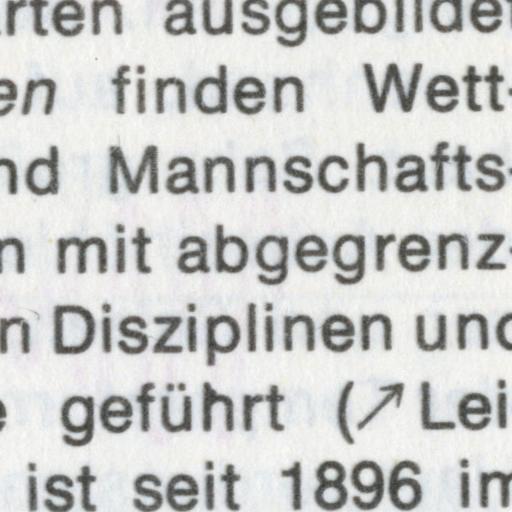 arten ausgebildet
en finden Wett-
nd Mannschafts-
n mit abgegrenz-
n Disziplinen und
e geführt (↗ Lei
ist seit 1896 im